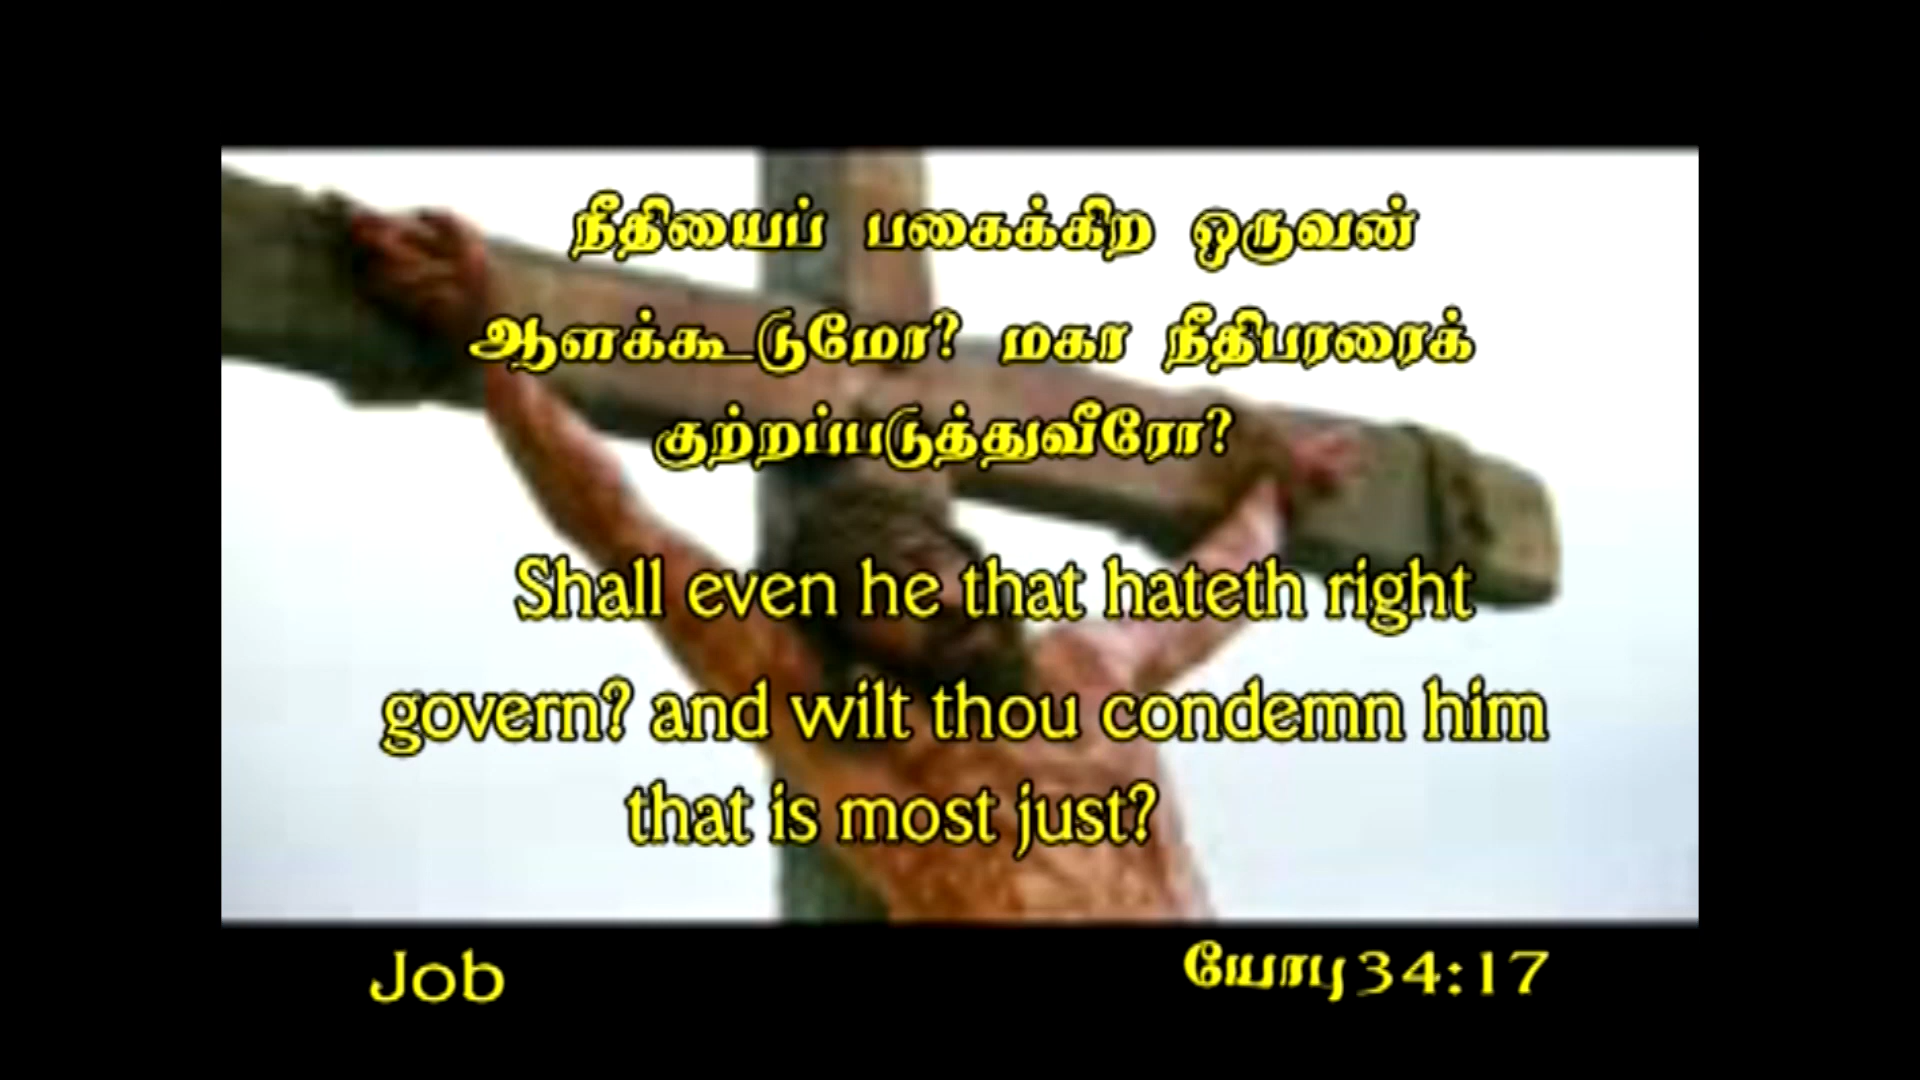 நீதியைப் பகைக்கிற ஒருவன்
ஆளக்கூடுமோ? மகா நீதிபரரைக்
குற்றப்படுத்துவீரோ?
Shall even he that hateth right
govern? and wilt thou condemn him
that is most just?
Job யோபு 34:17